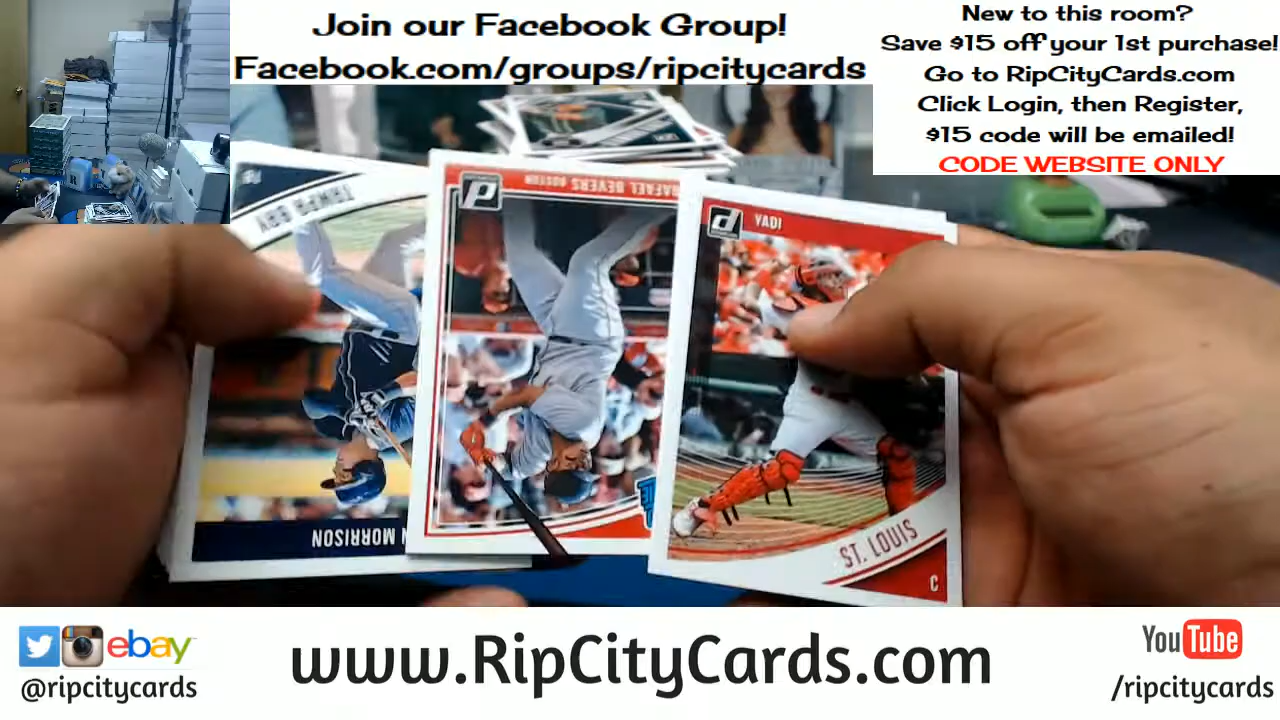 Join our Facebook Group!
Facebook.com/groups/ripcitycards
New to this room?
Save $15 off your 1st purchase!
Go to RipCityCards.com
Click Login, then Register,
$15 code will be emailed!
CODE WEBSITE ONLY
TAMPA BAY
MORRISON
RAFAEL DEVERS BOSTON
P
D
YADI
ST. LOUIS
C
ebay
@ripcitycards
www.RipCityCards.com
YouTube
/ripcitycards